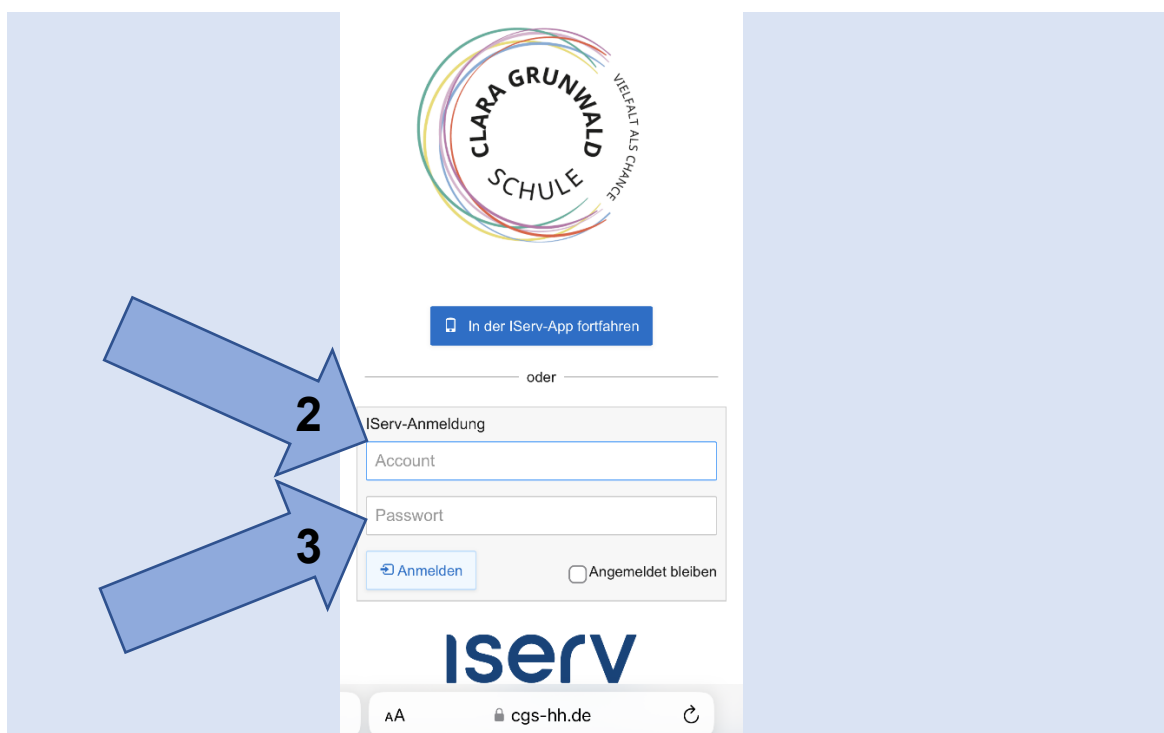 CLARA GRUNWALD
SCHULE
VIELFALT ALS CHANCE
In der IServ-App fortfahren
oder
2
IServ-Anmeldung
Account
Passwort
3
Anmelden
Angemeldet bleiben
Iserv
AA
cgs-hh.de